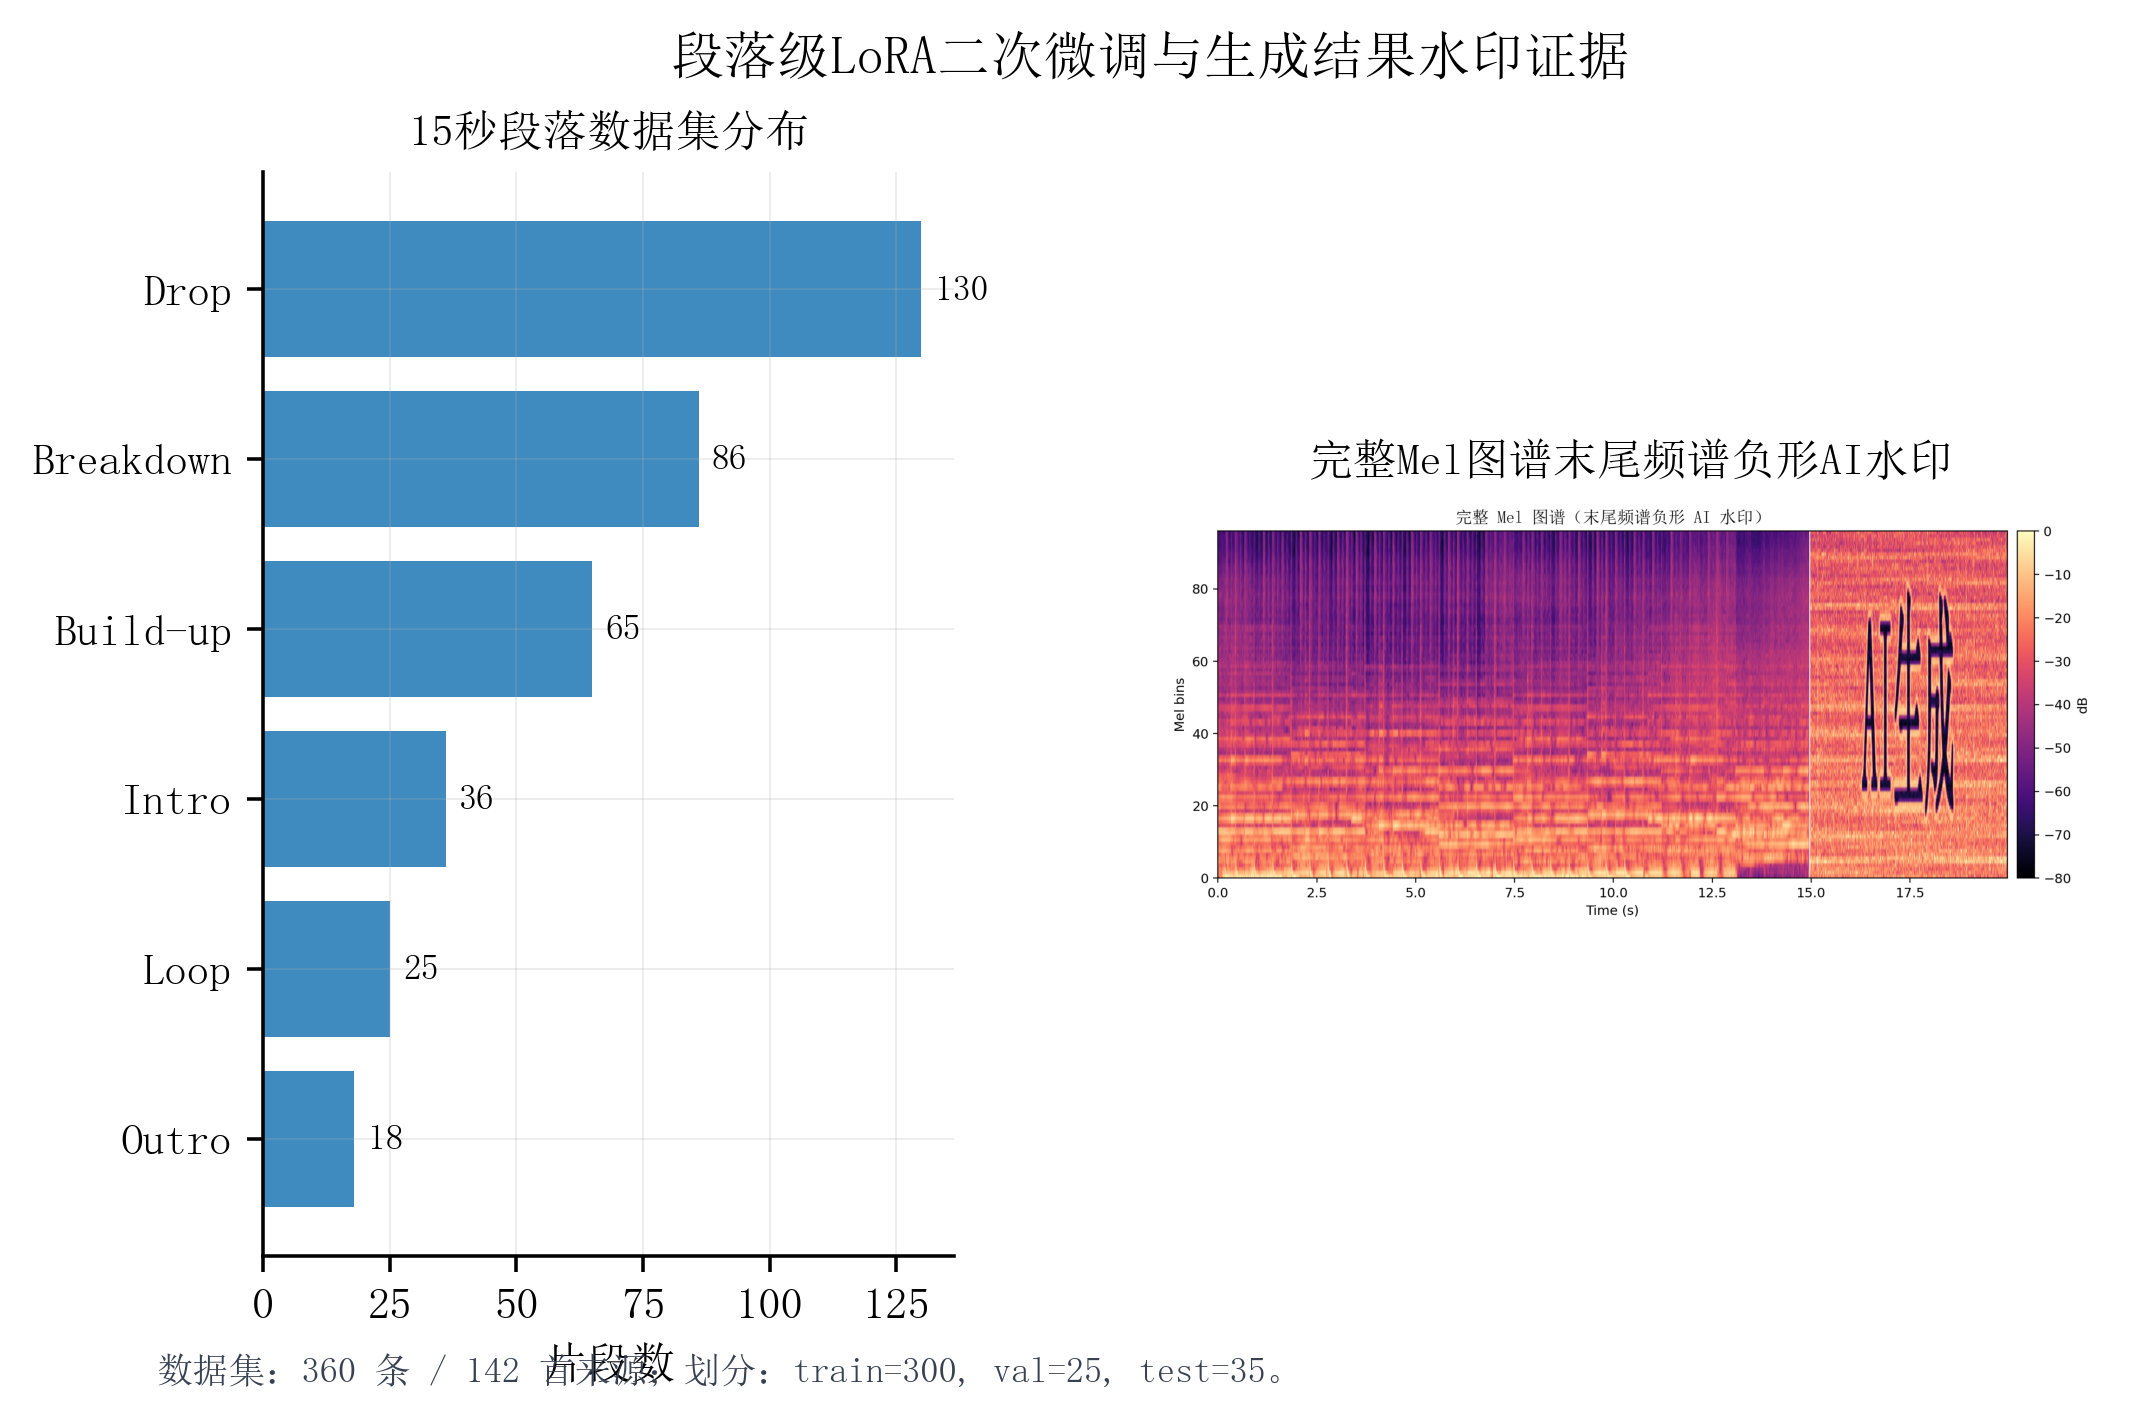 段落级LoRA二次微调与生成结果水印证据
15秒段落数据集分布
Drop
130
Breakdown
86
Build-up
65
Intro
36
Loop
25
Outro
18
0 25 50 75 100 125
片段数
数据集: 360 条 / 142 首来源; 划分: train=300, val=25, test=35。
完整Mel图谱末尾频谱负形AI水印
完整 Mel 图谱（末尾频谱负形 AI 水印）
Mel bins
80
60
40
20
0
0.0 2.5 5.0 7.5 10.0 12.5 15.0 17.5
Time (s)
AI生成
0
−10
−20
−30
−40
−50
−60
−70
−80
dB